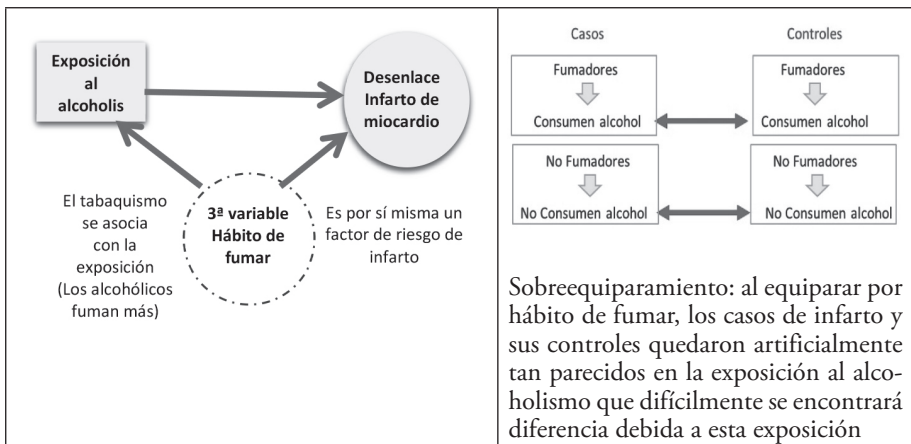 Exposición
al
alcoholis
Desenlace
Infarto de
miocardio
El tabaquismo
se asocia
con la
exposición
(Los alcohólicos
fuman más)
3ª variable
Hábito de
fumar
Es por sí misma un
factor de riesgo de
infarto
Casos
Controles
Fumadores
Consumen alcohol
Fumadores
Consumen alcohol
No Fumadores
No Consumen alcohol
No Fumadores
No Consumen alcohol
Sobreequiparamiento: al equiparar por
hábito de fumar, los casos de infarto y
sus controles quedaron artificialmente
tan parecidos en la exposición al alco-
holismo que difícilmente se encontrará
diferencia debida a esta exposición